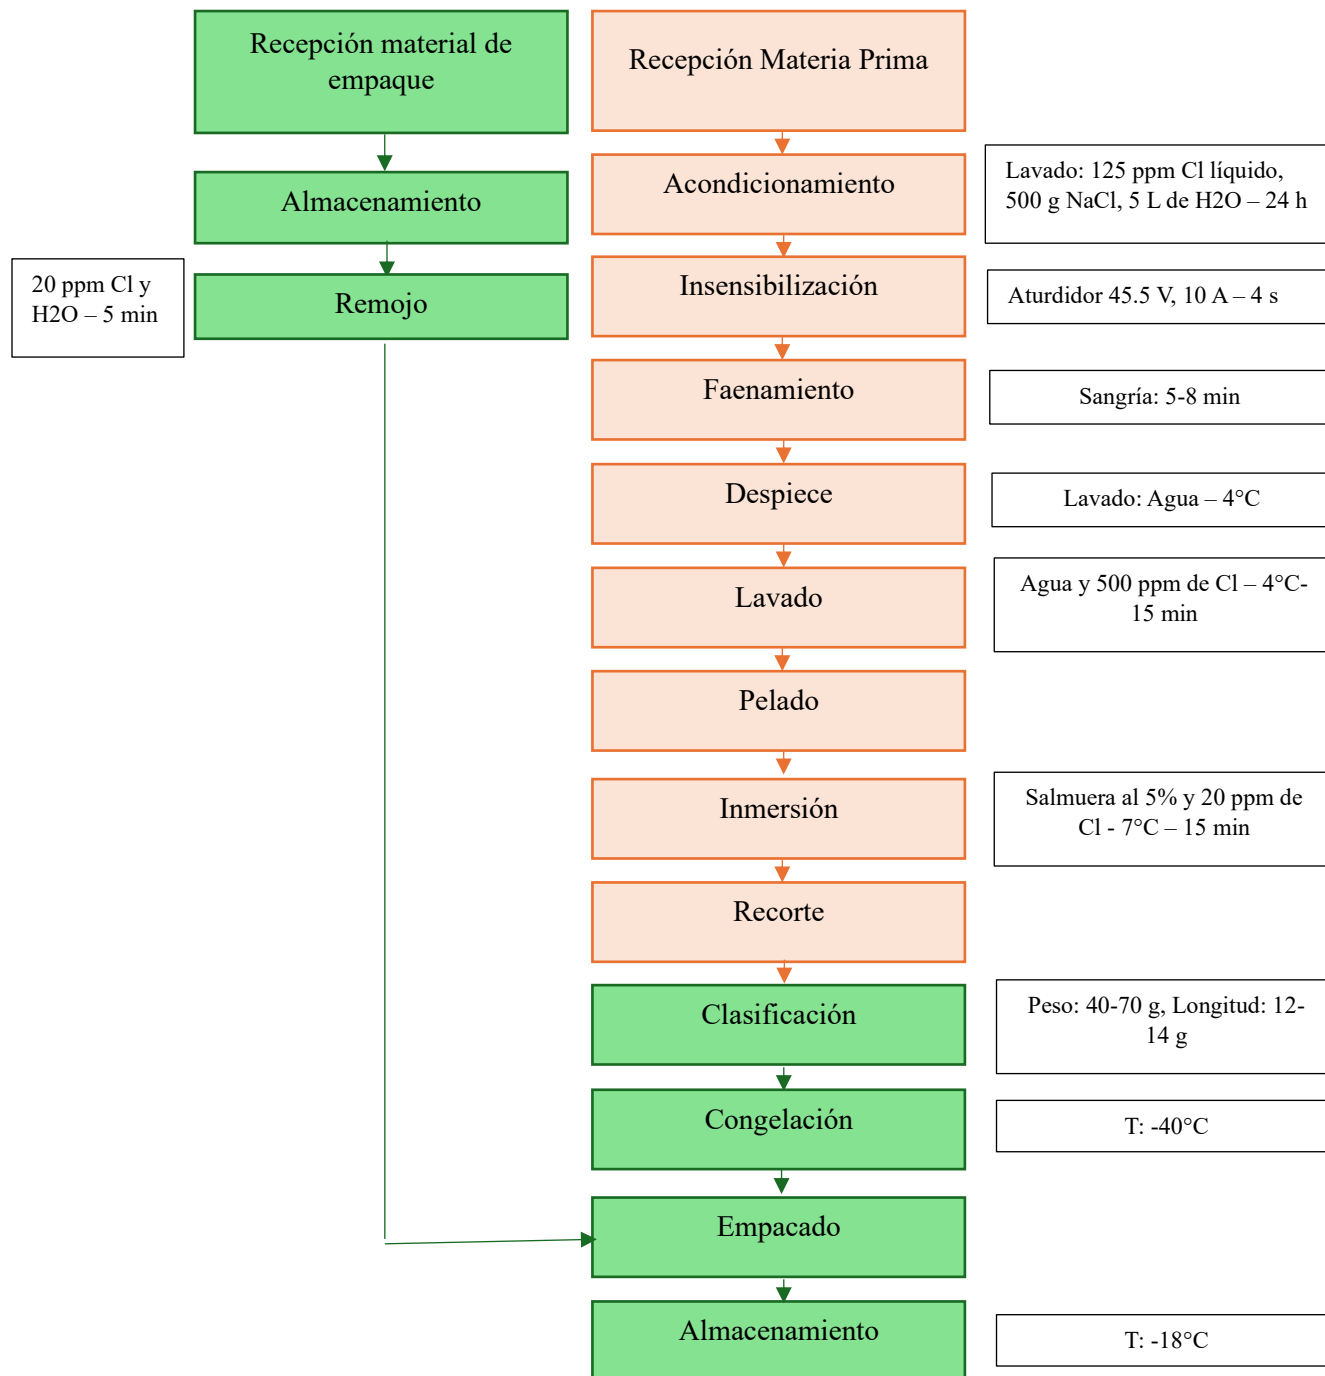 Recepción material de
empaque
Almacenamiento
20 ppm Cl y
H2O – 5 min
Remojo
Recepción Materia Prima
Acondicionamiento
Lavado: 125 ppm Cl líquido,
500 g NaCl, 5 L de H2O – 24 h
Insensibilización
Aturdidor 45.5 V, 10 A – 4 s
Faenamiento
Sangría: 5-8 min
Despiece
Lavado: Agua – 4°C
Lavado
Agua y 500 ppm de Cl – 4°C-
15 min
Pelado
Inmersión
Salmuera al 5% y 20 ppm de
Cl - 7°C – 15 min
Recorte
Clasificación
Peso: 40-70 g, Longitud: 12-
14 g
Congelación
T: -40°C
Empacado
Almacenamiento
T: -18°C